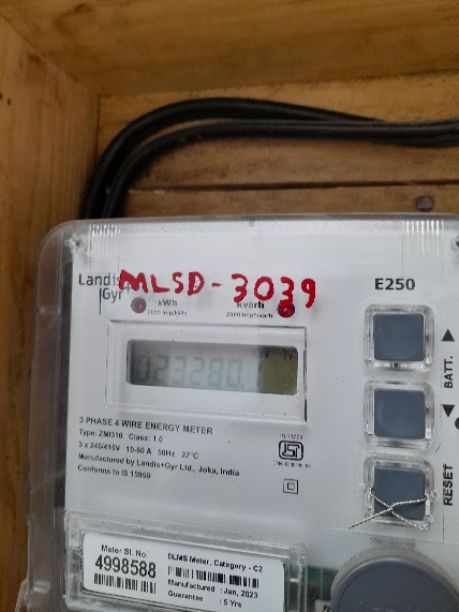 Landis
|Gyr
MLSD-3039
E250
kWh
kvarh
023280.1
BATT.
RESET
3 PHASE 4 WIRE ENERGY METER
Type: ZMI310 Class: 1.0
3 x 240/415V 10-60 A 50Hz 27°C
Manufactured by Landis+Gyr Ltd., Joka, India
Conforms to IS 15959
Meter Sl. No.
4998588
DLMS Meter, Category - C2
Manufactured : Jan, 2023
Guarantee : 5 Yrs